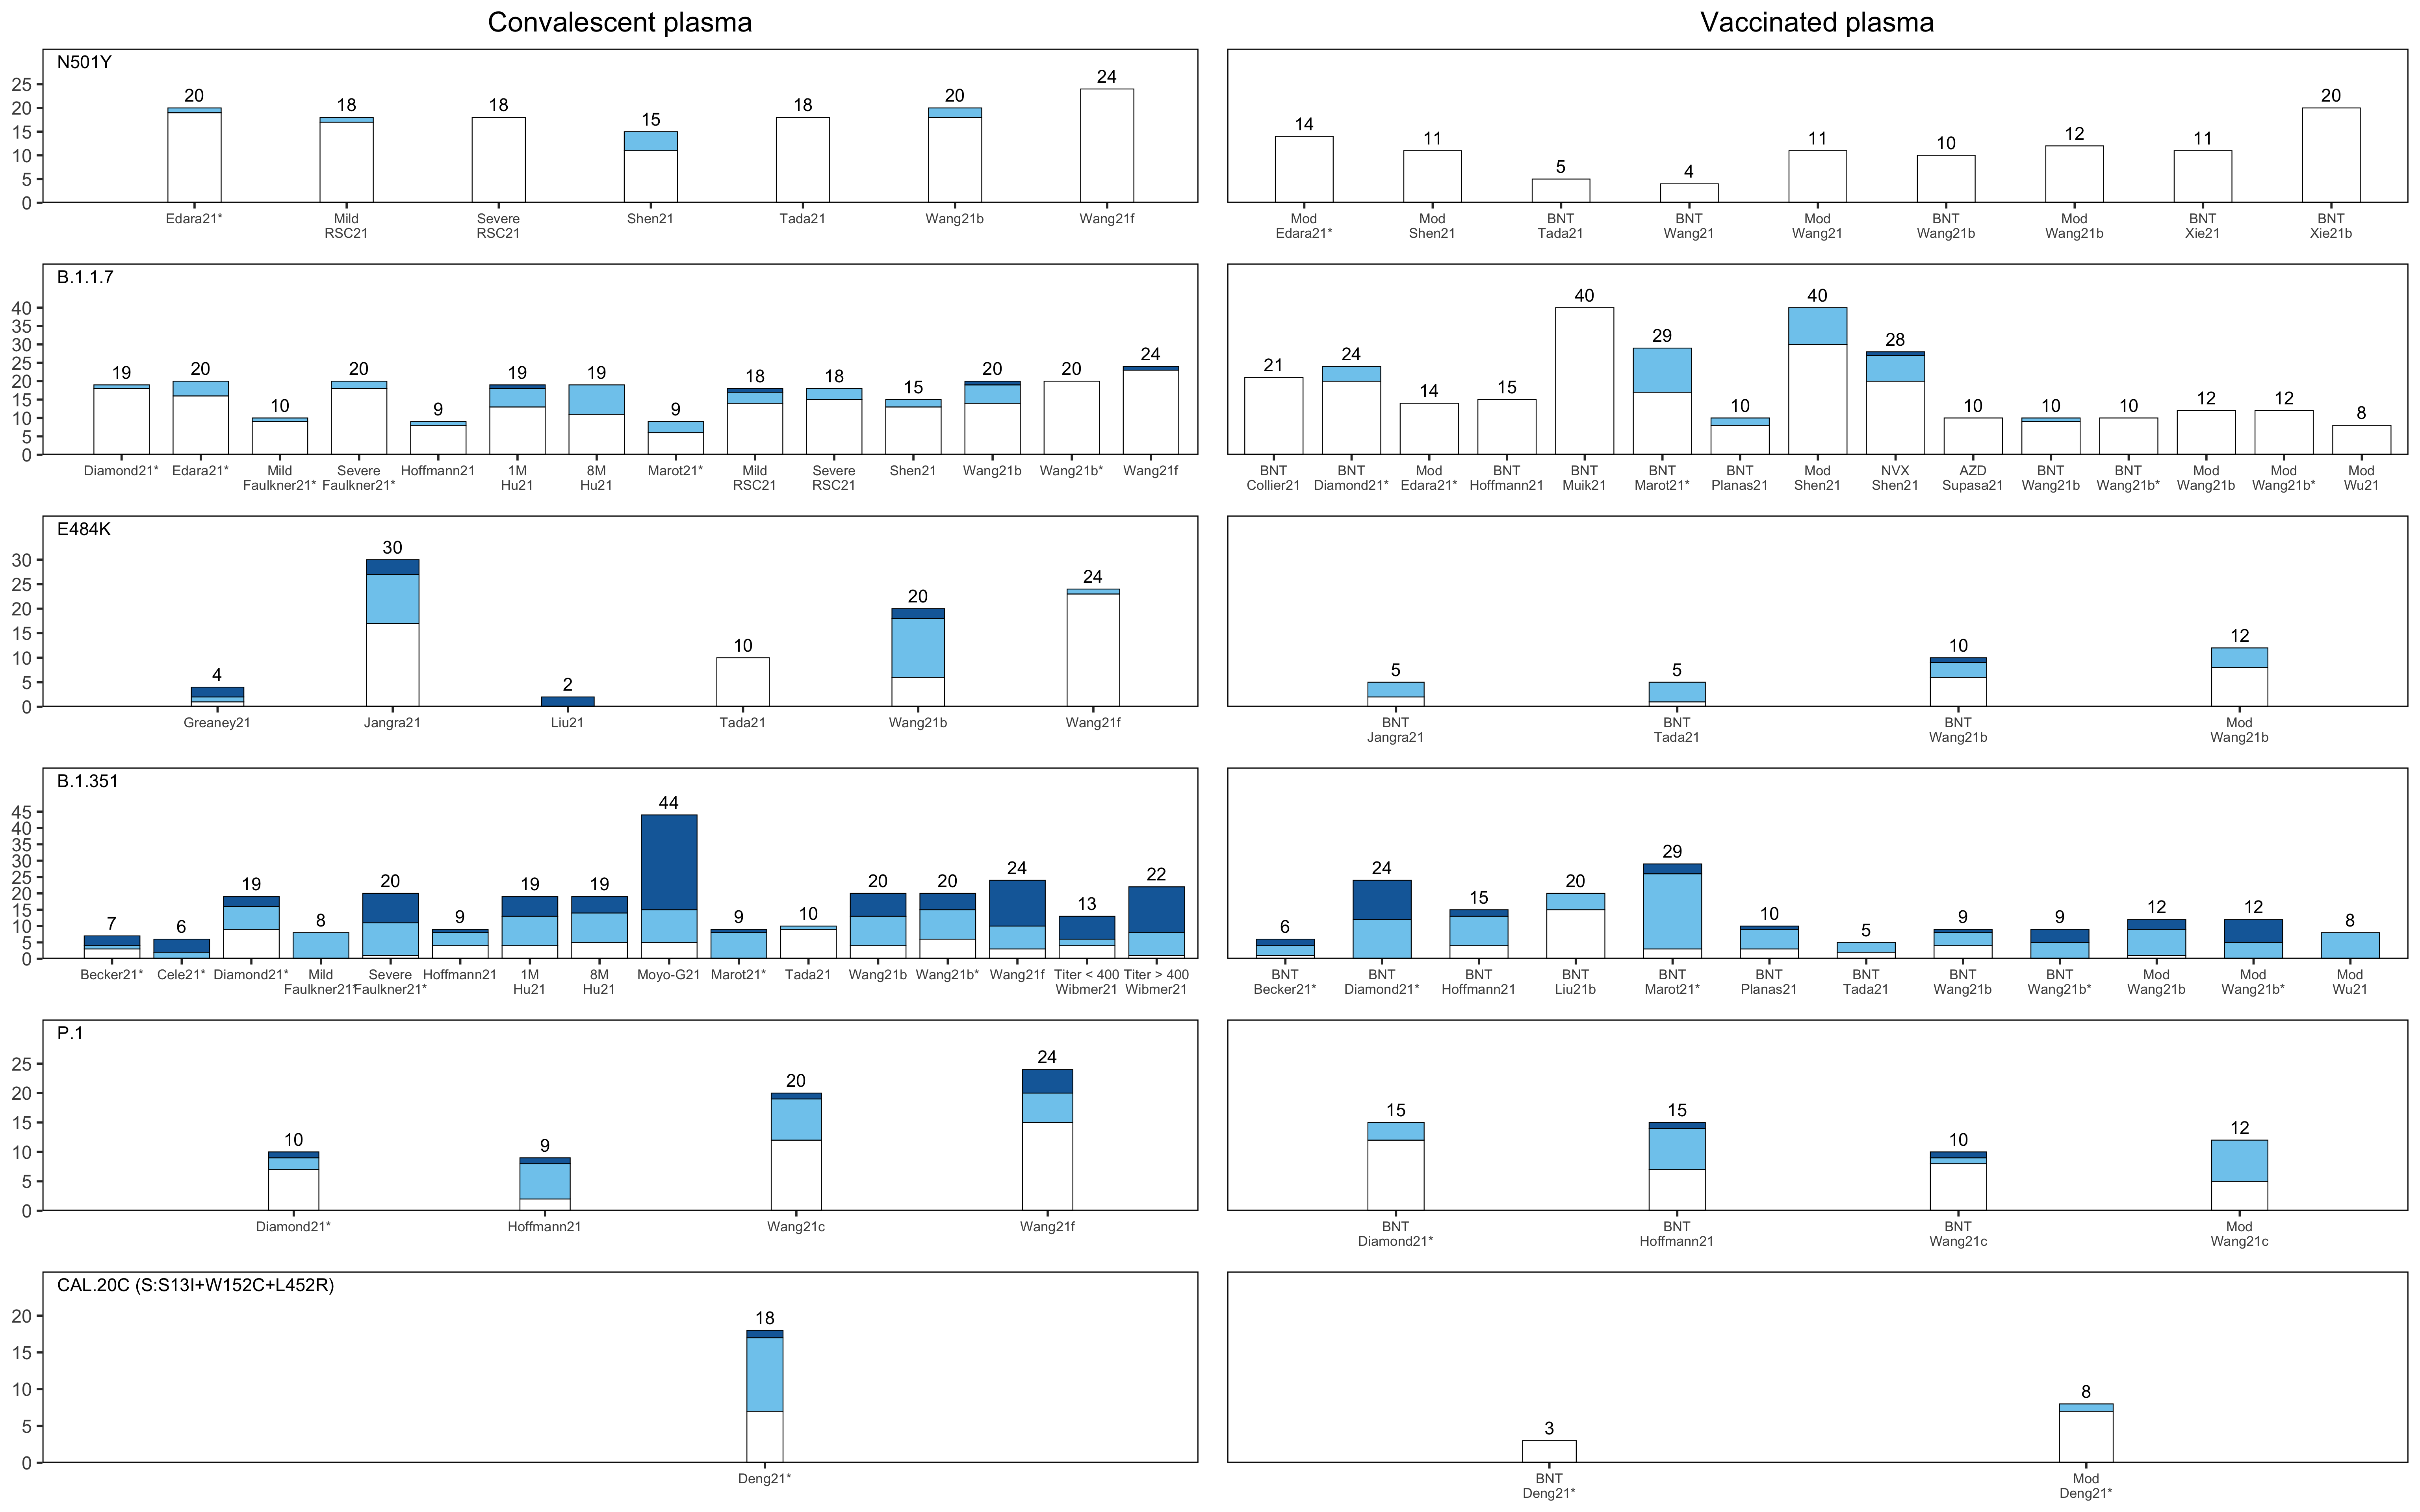 Convalescent plasma
Vaccinated plasma
N501Y
25
20
15
10
5
0
20 18 18 15 18 20 24
Edara21* Mild Severe Shen21 Tada21 Wang21b Wang21f
RSC21 RSC21
14 11 5 4 11 10 12 11 20
Mod Mod BNT BNT Mod BNT Mod BNT BNT
Edara21* Shen21 Tada21 Wang21 Wang21 Wang21b Wang21b Xie21 Xie21b
B.1.1.7
40
35
30
25
20
15
10
5
0
19 20 10 20 9 19 19 9 18 18 15 20 20 24
Diamond21* Edara21* Mild Severe Hoffmann21 1M 8M Marot21* Mild Severe Shen21 Wang21b Wang21b* Wang21f
Faulkner21* Faulkner21* Hu21 Hu21 RSC21 RSC21
21 24 14 15 40 29 10 40 28 10 10 10 12 12 8
BNT BNT Mod BNT BNT BNT BNT Mod NVX AZD BNT BNT Mod Mod Mod
Collier21 Diamond21* Edara21* Hoffmann21 Muik21 Marot21* Planas21 Shen21 Shen21 Supasa21 Wang21b Wang21b* Wang21b Wang21b* Wu21
E484K
30
25
20
15
10
5
0
4 30 2 10 20 24
Greaney21 Jangra21 Liu21 Tada21 Wang21b Wang21f
5 5 10 12
BNT BNT BNT Mod
Jangra21 Tada21 Wang21b Wang21b
B.1.351
45
40
35
30
25
20
15
10
5
0
7 6 19 8 20 9 19 19 44 9 10 20 20 24 13 22
Becker21* Cele21* Diamond21* Mild Severe Hoffmann21 1M 8M Moyo-G21 Marot21* Tada21 Wang21b Wang21b* Wang21f Titer < 400 Titer > 400
Faulkner21* Faulkner21* Hu21 Hu21 Wibmer21 Wibmer21
6 24 15 20 29 10 5 9 9 12 12 8
BNT BNT BNT BNT BNT BNT BNT BNT BNT Mod Mod Mod
Becker21* Diamond21* Hoffmann21 Liu21b Marot21* Planas21 Tada21 Wang21b Wang21b* Wang21b Wang21b* Wu21
P.1
25
20
15
10
5
0
10 9 20 24
Diamond21* Hoffmann21 Wang21c Wang21f
15 15 10 12
BNT BNT BNT Mod
Diamond21* Hoffmann21 Wang21c Wang21c
CAL.20C (S:S13I+W152C+L452R)
20
15
10
5
0
18
Deng21*
3 8
BNT Mod
Deng21* Deng21*